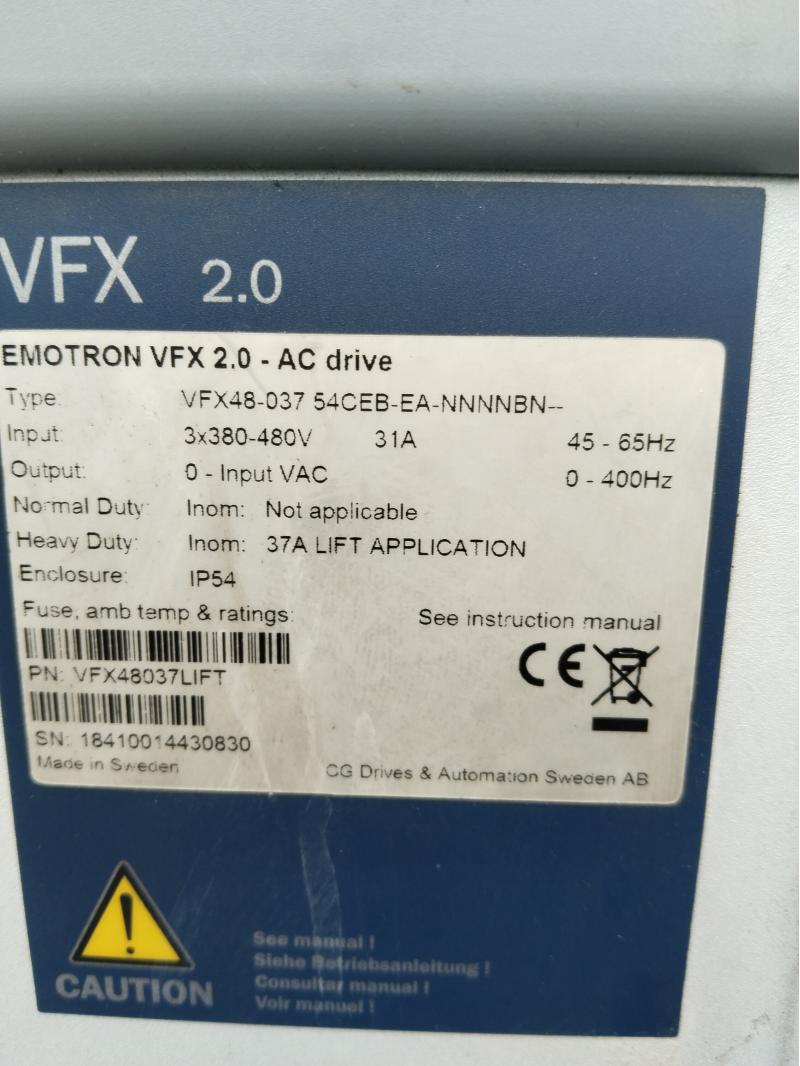 VFX 2.0
EMOTRON VFX 2.0 - AC drive
Type: VFX48-037 54CEB-EA-NNNNBN--
Input: 3x380-480V 31A 45 - 65Hz
Output: 0 - Input VAC 0 - 400Hz
Normal Duty: Inom: Not applicable
Heavy Duty: Inom: 37A LIFT APPLICATION
Enclosure: IP54
Fuse, amb temp & ratings: See instruction manual
PN: VFX48037LIFT
CE
SN: 18410014430830
Made in Sweden CG Drives & Automation Sweden AB
!
CAUTION
See manual !
Siehe Betriebsanleitung !
Consultar manual !
Voir manuel !